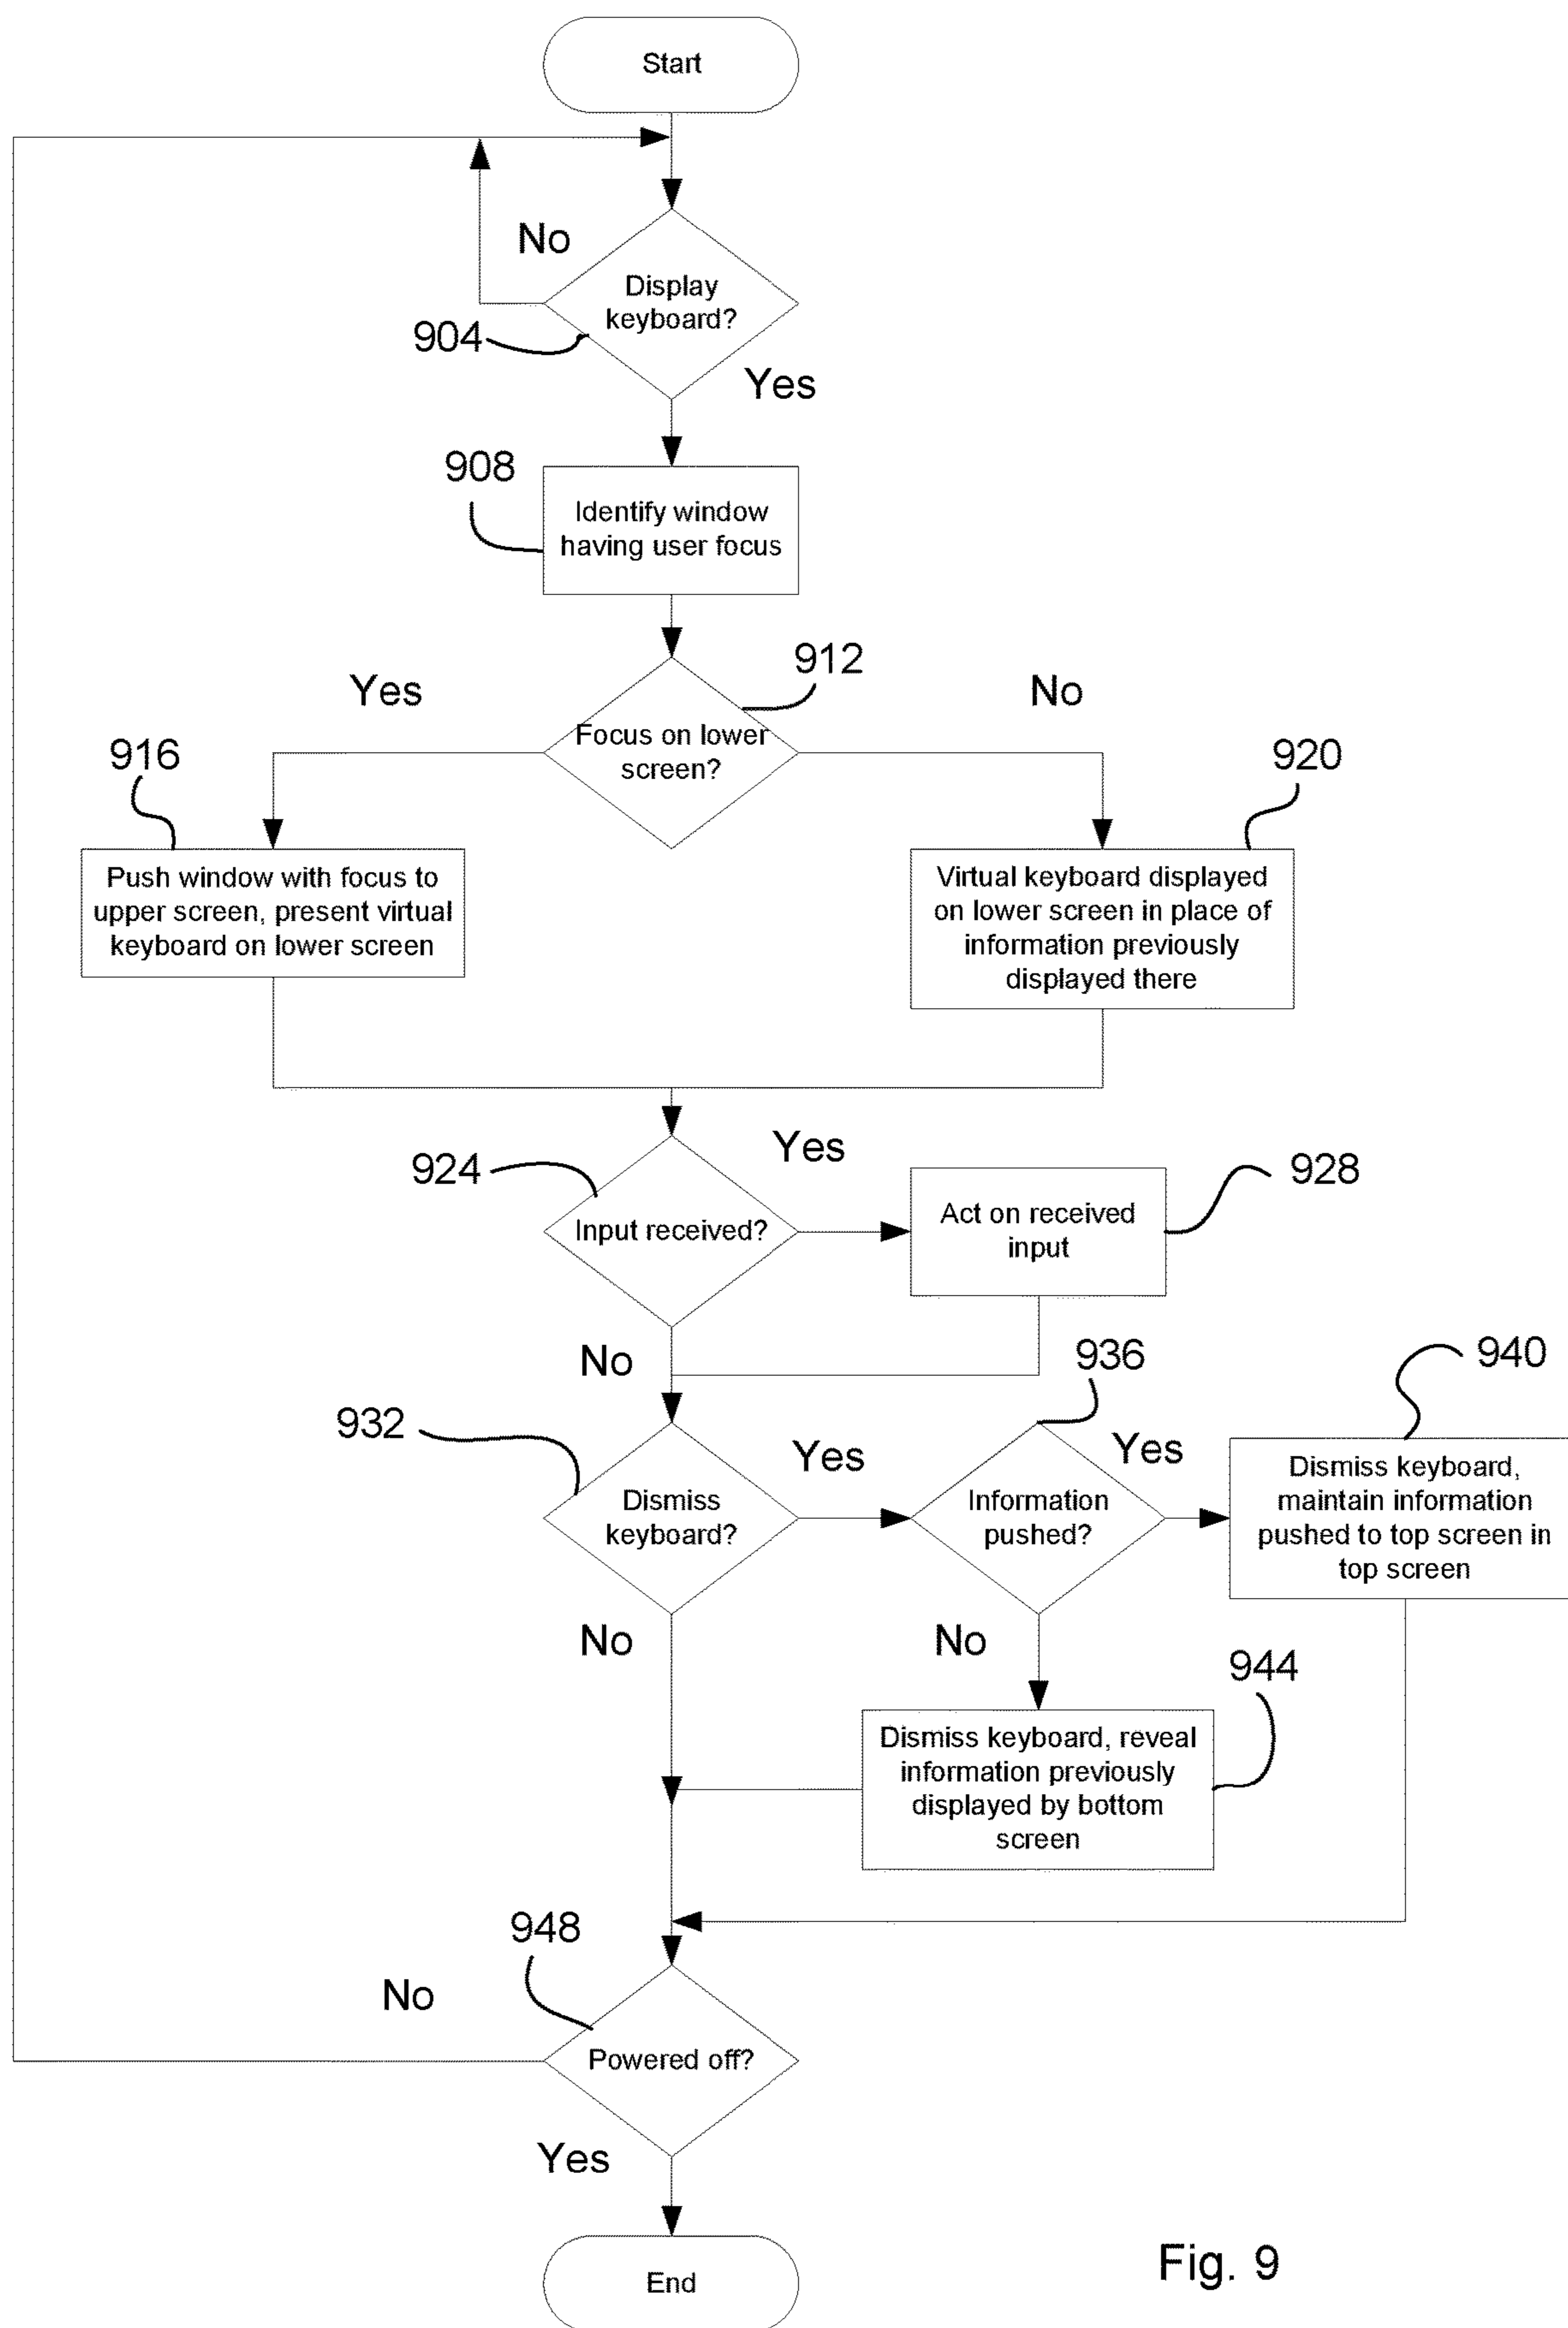 Start
No
Display
keyboard?
904
Yes
908
Identify window
having user focus
912
Yes
No
Focus on lower
screen?
916
920
Push window with focus to
upper screen, present virtual
keyboard on lower screen
Virtual keyboard displayed
on lower screen in place of
information previously
displayed there
924
Yes
928
Input received?
Act on received
input
No
936
940
932
Yes
Yes
Dismiss
keyboard?
Information
pushed?
Dismiss keyboard,
maintain information
pushed to top screen in
top screen
No
No
944
Dismiss keyboard, reveal
information previously
displayed by bottom
screen
948
No
Powered off?
Yes
End
Fig. 9